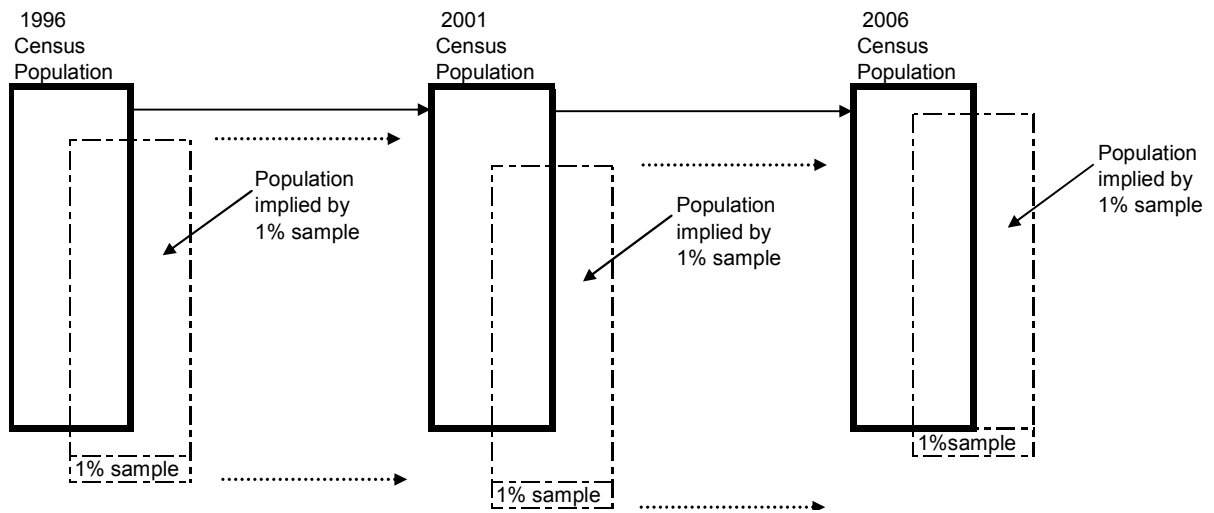 1996
Census
Population
2001
Census
Population
2006
Census
Population
Population
implied by
1% sample
Population
implied by
1% sample
Population
implied by
1% sample
1% sample
1% sample
1%sample